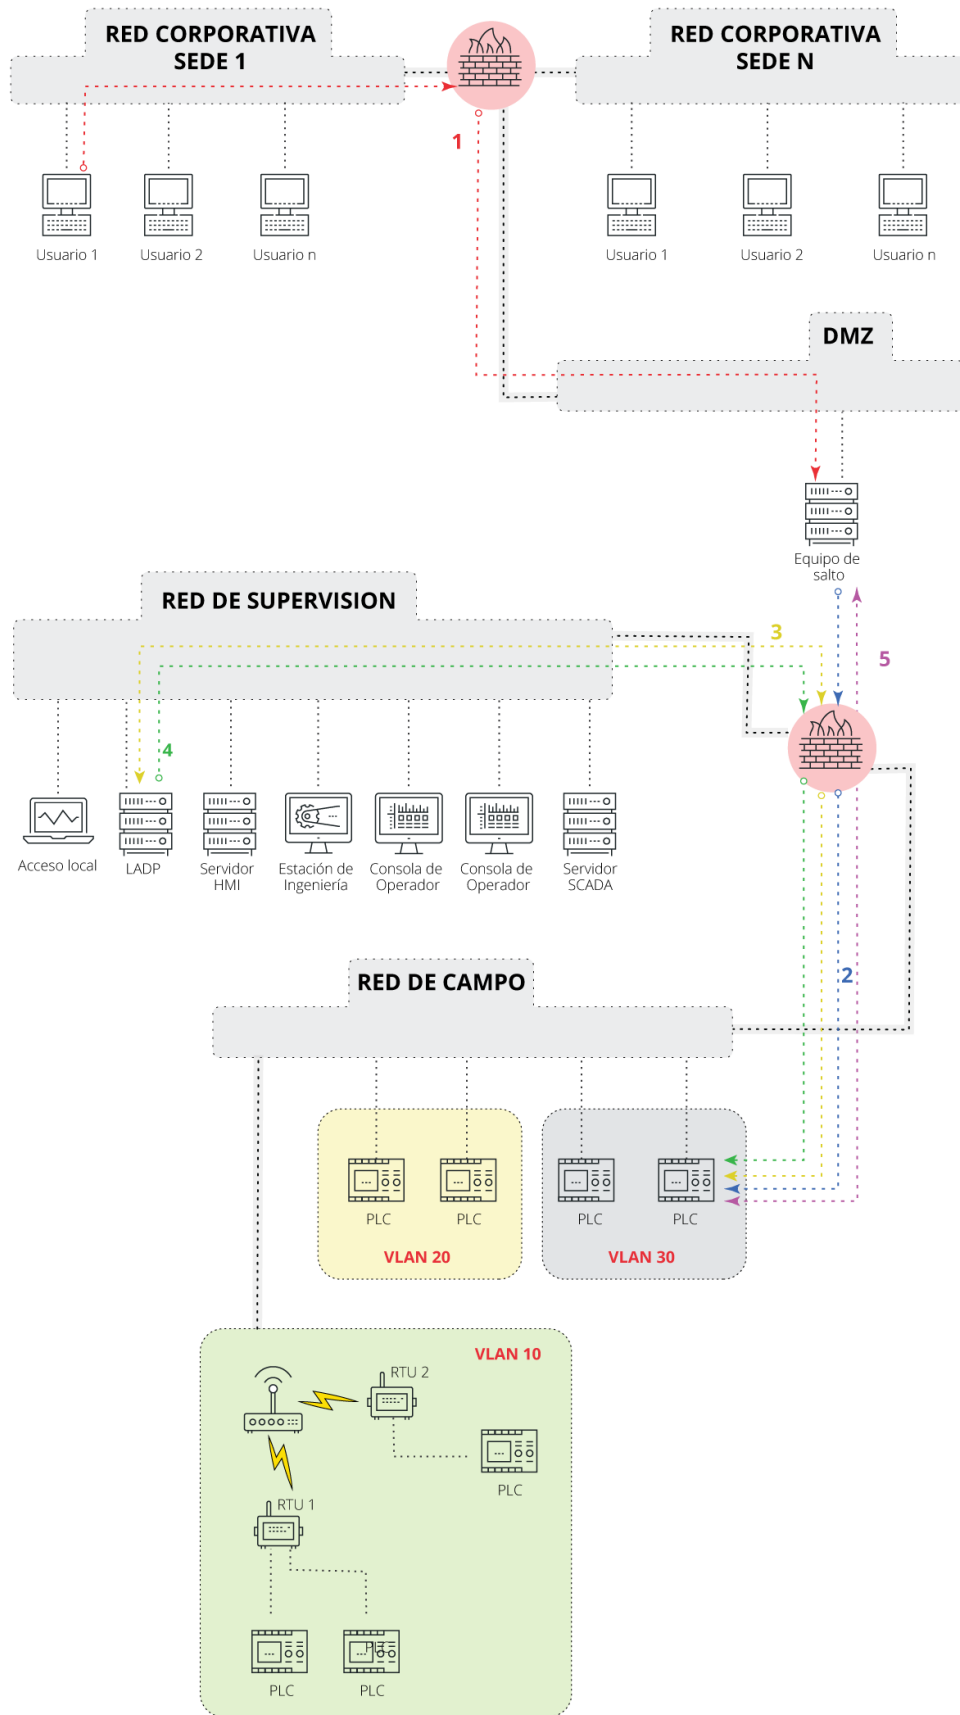 RED CORPORATIVA
SEDE 1
RED CORPORATIVA
SEDE N
1
Usuario 1
Usuario 2
Usuario n
Usuario 1
Usuario 2
Usuario n
DMZ
Equipo de
salto
RED DE SUPERVISION
3
5
4
Acceso local
LADP
Servidor
HMI
Estación de
Ingeniería
Consola de
Operador
Consola de
Operador
Servidor
SCADA
2
RED DE CAMPO
PLC
PLC
PLC
PLC
VLAN 20
VLAN 30
VLAN 10
RTU 2
PLC
RTU 1
PLC
PLC
PLC